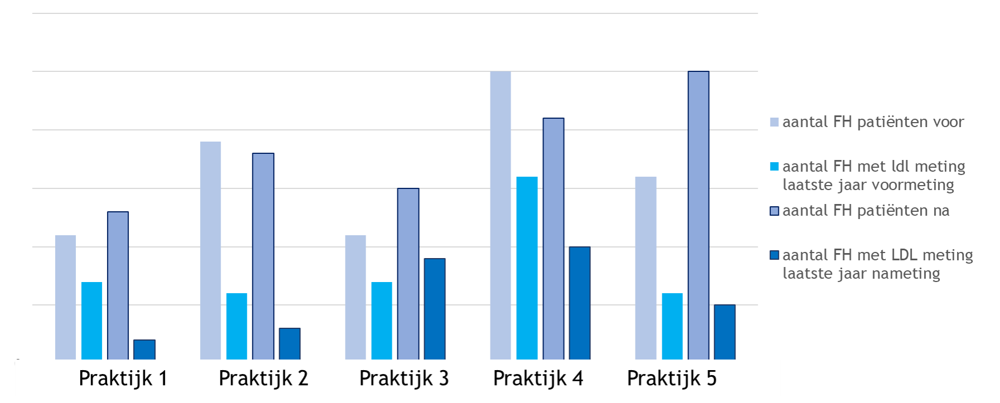 aantal FH patiënten voor
aantal FH met ldl meting
laatste jaar voormeting
aantal FH patiënten na
aantal FH met LDL meting
laatste jaar nameting
Praktijk 1
Praktijk 2
Praktijk 3
Praktijk 4
Praktijk 5